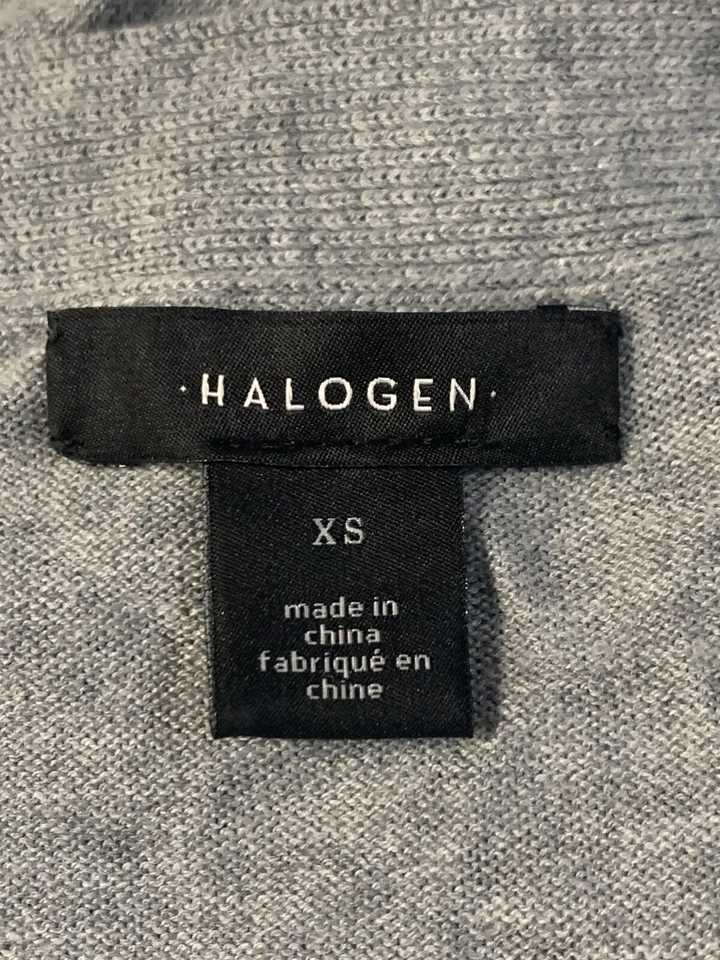 ·HALOGEN·
XS
made in
china
fabriqué en
chine